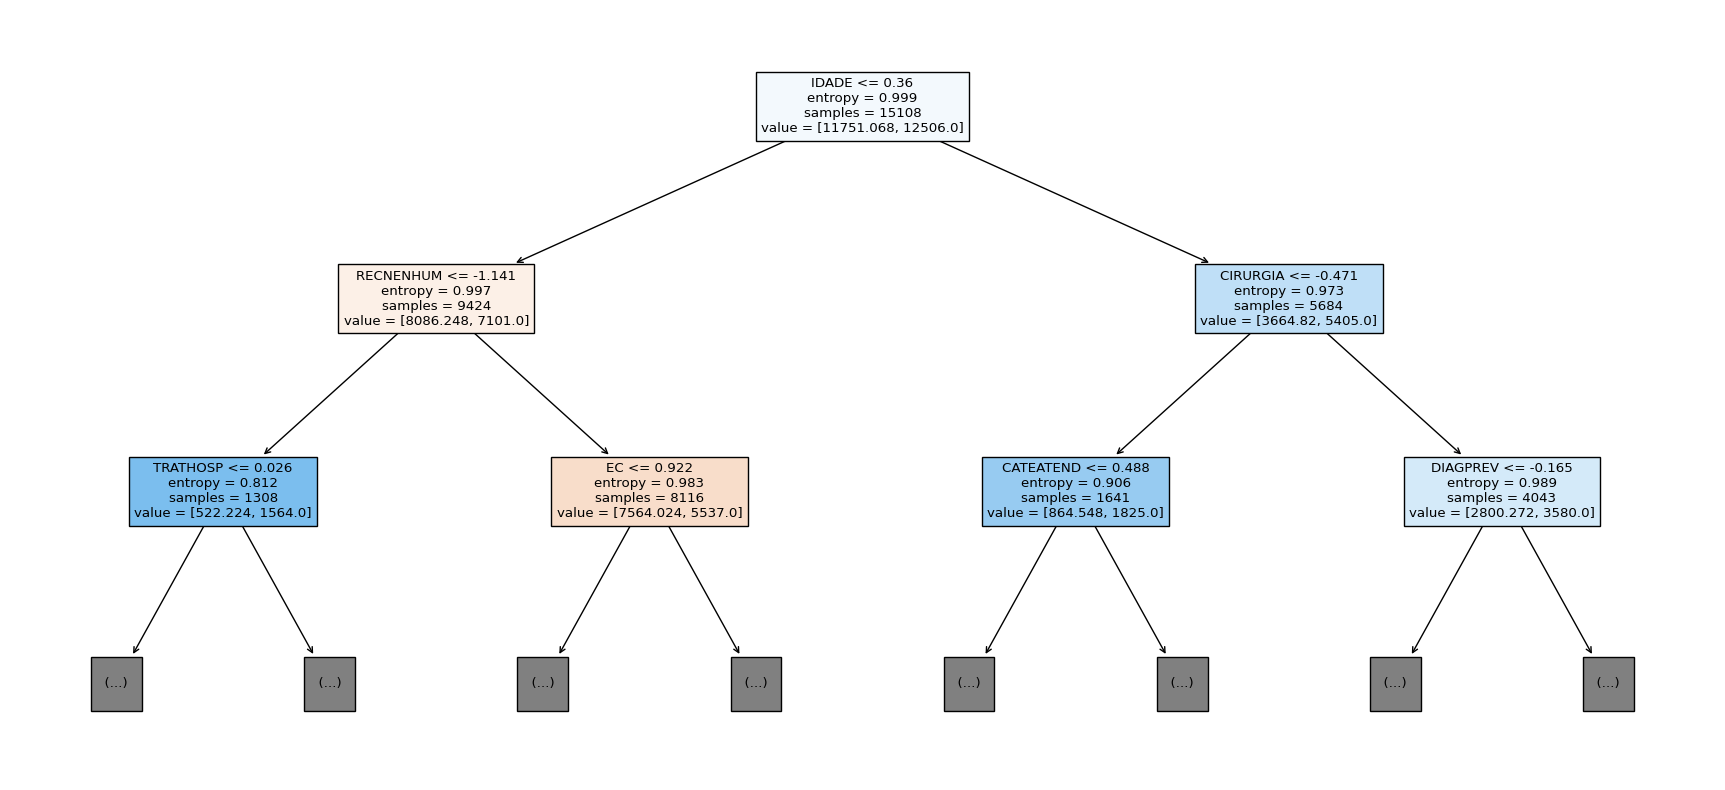 IDADE <= 0.36
entropy = 0.999
samples = 15108
value = [11751.068, 12506.0]
RECNENHUM <= -1.141
entropy = 0.997
samples = 9424
value = [8086.248, 7101.0]
CIRURGIA <= -0.471
entropy = 0.973
samples = 5684
value = [3664.82, 5405.0]
TRATHOSP <= 0.026
entropy = 0.812
samples = 1308
value = [522.224, 1564.0]
EC <= 0.922
entropy = 0.983
samples = 8116
value = [7564.024, 5537.0]
CATEATEND <= 0.488
entropy = 0.906
samples = 1641
value = [864.548, 1825.0]
DIAGPREV <= -0.165
entropy = 0.989
samples = 4043
value = [2800.272, 3580.0]
(...)
(...)
(...)
(...)
(...)
(...)
(...)
(...)